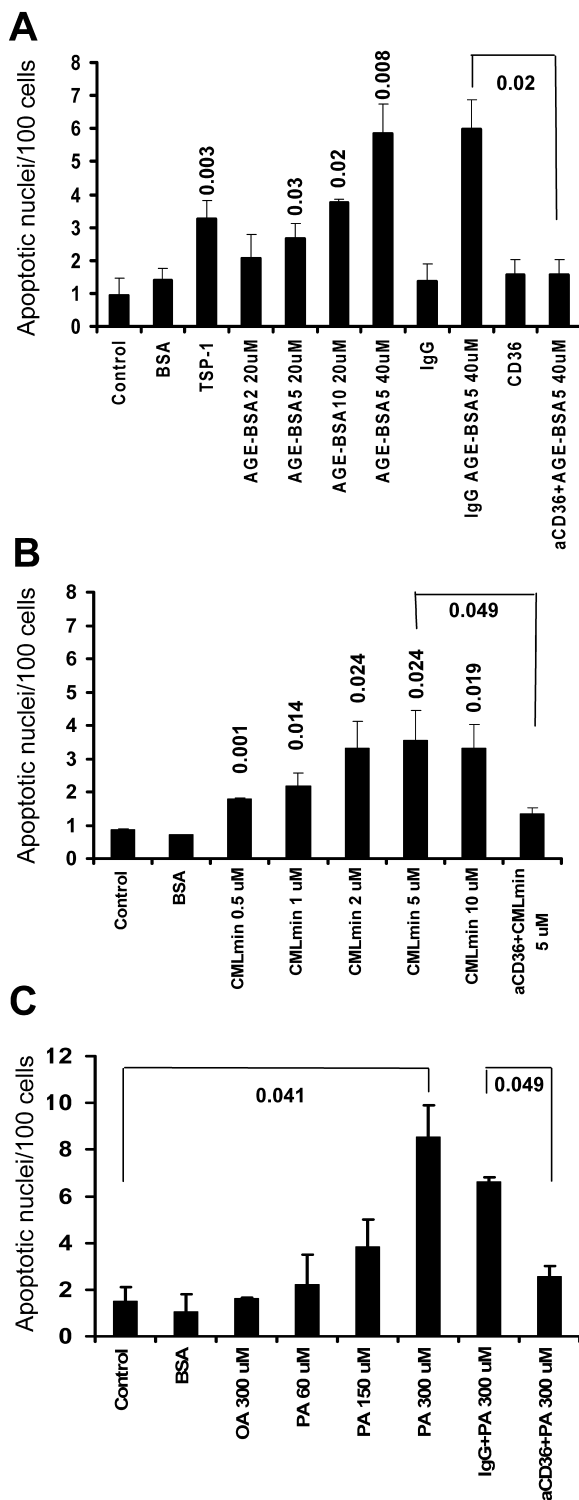 A
Apoptotic nuclei/100 cells
8
7
6
5
4
3
2
1
0
0.003
0.03
0.02
0.008
0.02
Control
BSA
TSP-1
AGE-BSA2 20uM
AGE-BSA5 20uM
AGE-BSA10 20uM
AGE-BSA5 40uM
IgG
IgG AGE-BSA5 40uM
CD36
aCD36+AGE-BSA5 40uM
B
Apoptotic nuclei/100 cells
8
7
6
5
4
3
2
1
0
0.001
0.014
0.024
0.024
0.019
0.049
Control
BSA
CMLmin 0.5 uM
CMLmin 1 uM
CMLmin 2 uM
CMLmin 5 uM
CMLmin 10 uM
aCD36+CMLmin
5 uM
C
Apoptotic nuclei/100 cells
12
10
8
6
4
2
0
0.041
0.049
Control
BSA
OA 300 uM
PA 60 uM
PA 150 uM
PA 300 uM
IgG+PA 300 uM
aCD36+PA 300 uM